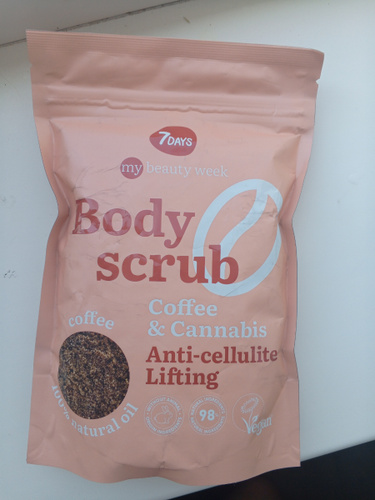 7DAYS
my beauty week
Body
scrub
Coffee
& Cannabis
Anti-cellulite
Lifting
coffee
100% natural oil
98
Vegan